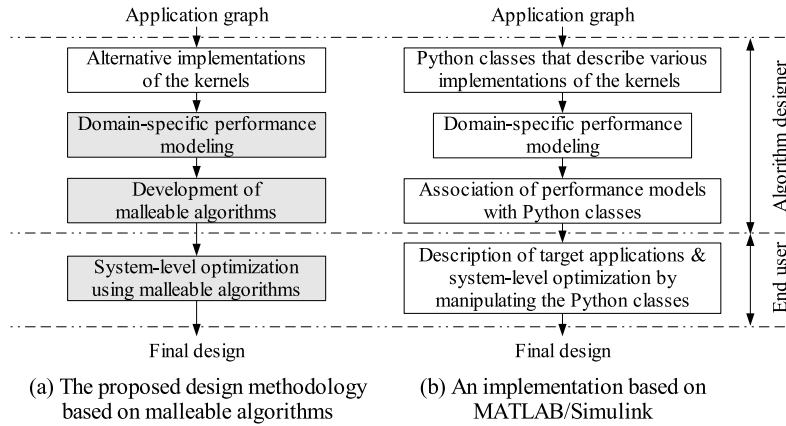 Application graph
Alternative implementations
of the kernels
Domain-specific performance
modeling
Development of
malleable algorithms
System-level optimization
using malleable algorithms
Final design
(a) The proposed design methodology
based on malleable algorithms
Application graph
Python classes that describe various
implementations of the kernels
Domain-specific performance
modeling
Association of performance models
with Python classes
Description of target applications &
system-level optimization by
manipulating the Python classes
Final design
(b) An implementation based on
MATLAB/Simulink
Algorithm designer
End user